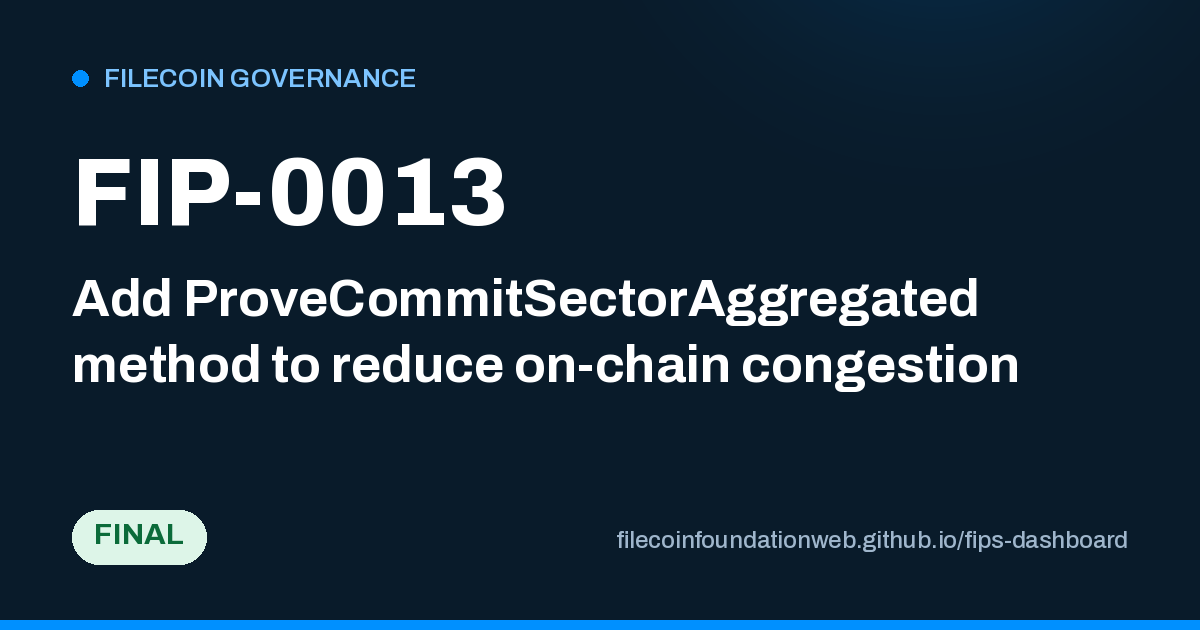 FILECOIN GOVERNANCE
FIP-0013
Add ProveCommitSectorAggregated
method to reduce on-chain congestion
FINAL
filecoinfoundationweb.github.io/fips-dashboard